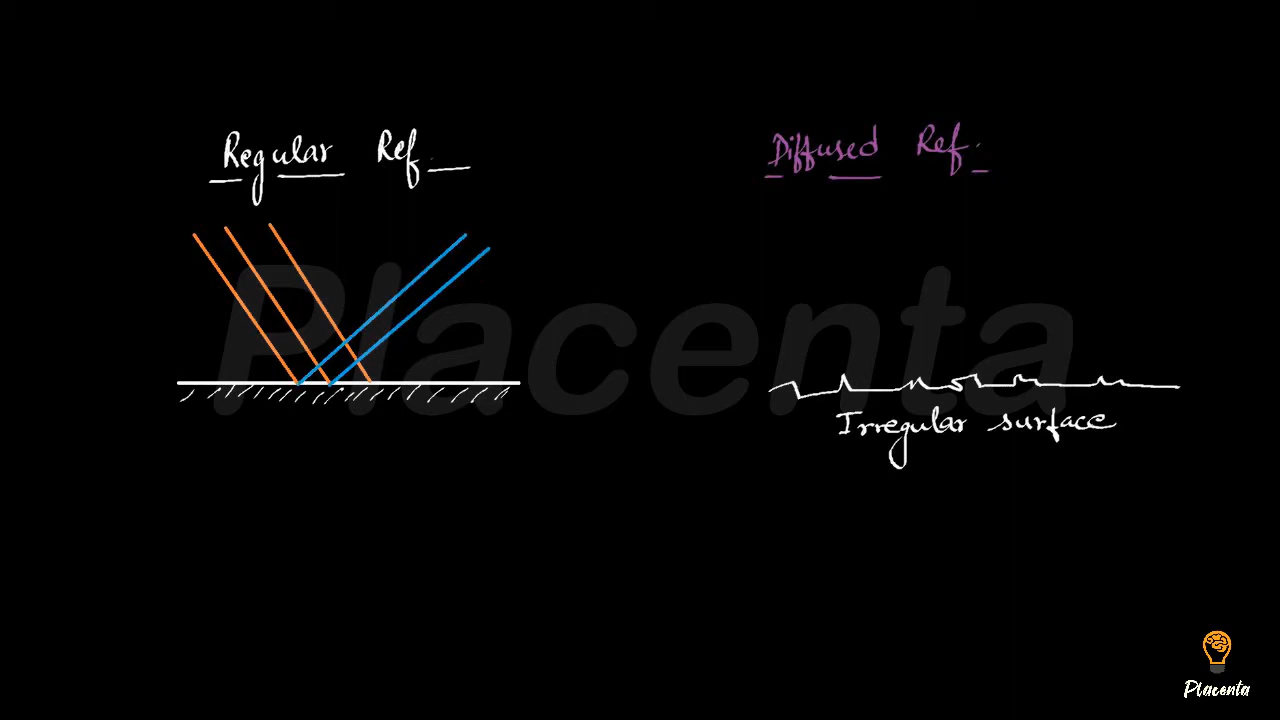 Regular Ref.
Diffused Ref.
Placenta
Irregular surface
Placenta